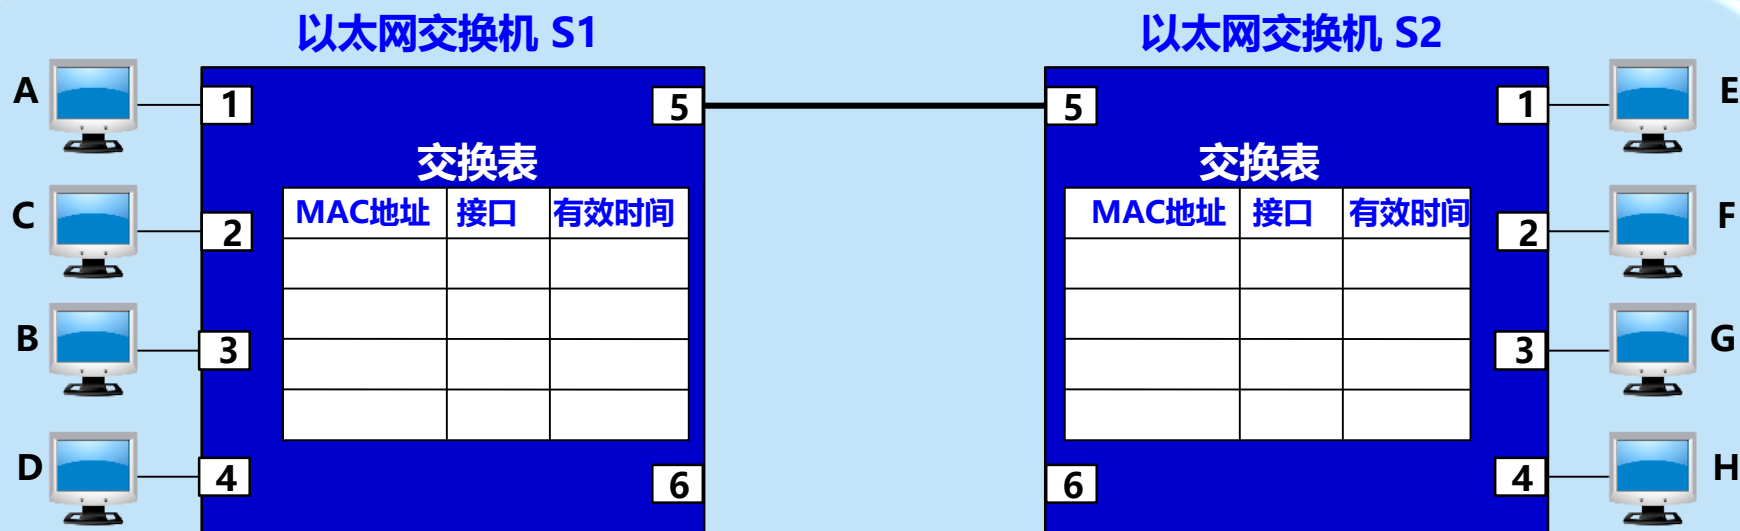 以太网交换机 S1
以太网交换机 S2
A
1
5
5
1
E
交换表
交换表
MAC地址 接口 有效时间
MAC地址 接口 有效时间
C
2
2
F
B
3
3
G
D
4
6
6
4
H